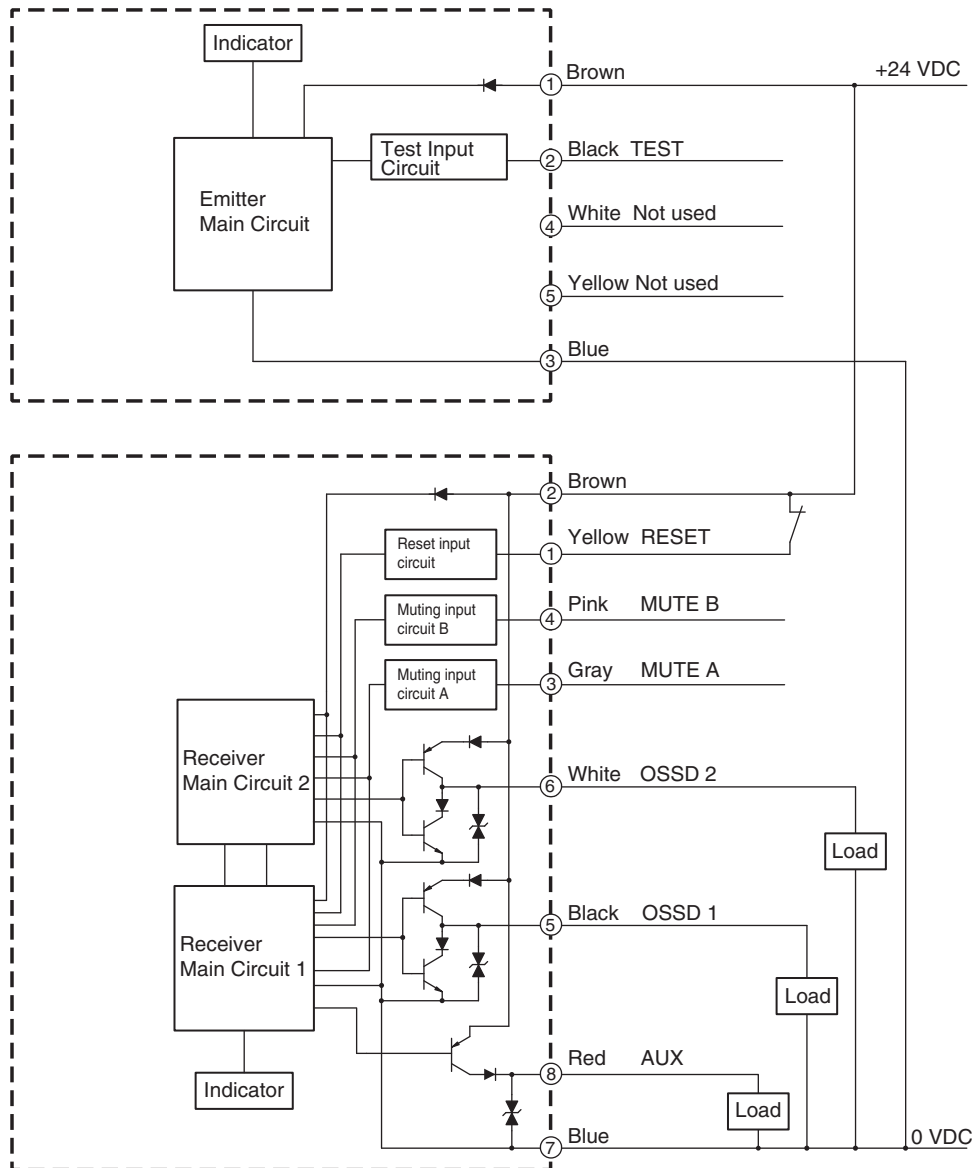 Indicator
1 Brown
+24 VDC
Test Input
Circuit
2 Black TEST
Emitter
Main Circuit
4 White Not used
5 Yellow Not used
3 Blue
2 Brown
Reset input
circuit
1 Yellow RESET
Muting input
circuit B
4 Pink MUTE B
Muting input
circuit A
3 Gray MUTE A
Receiver
Main Circuit 2
6 White OSSD 2
Load
Receiver
Main Circuit 1
5 Black OSSD 1
Load
Indicator
8 Red AUX
Load
7 Blue
0 VDC